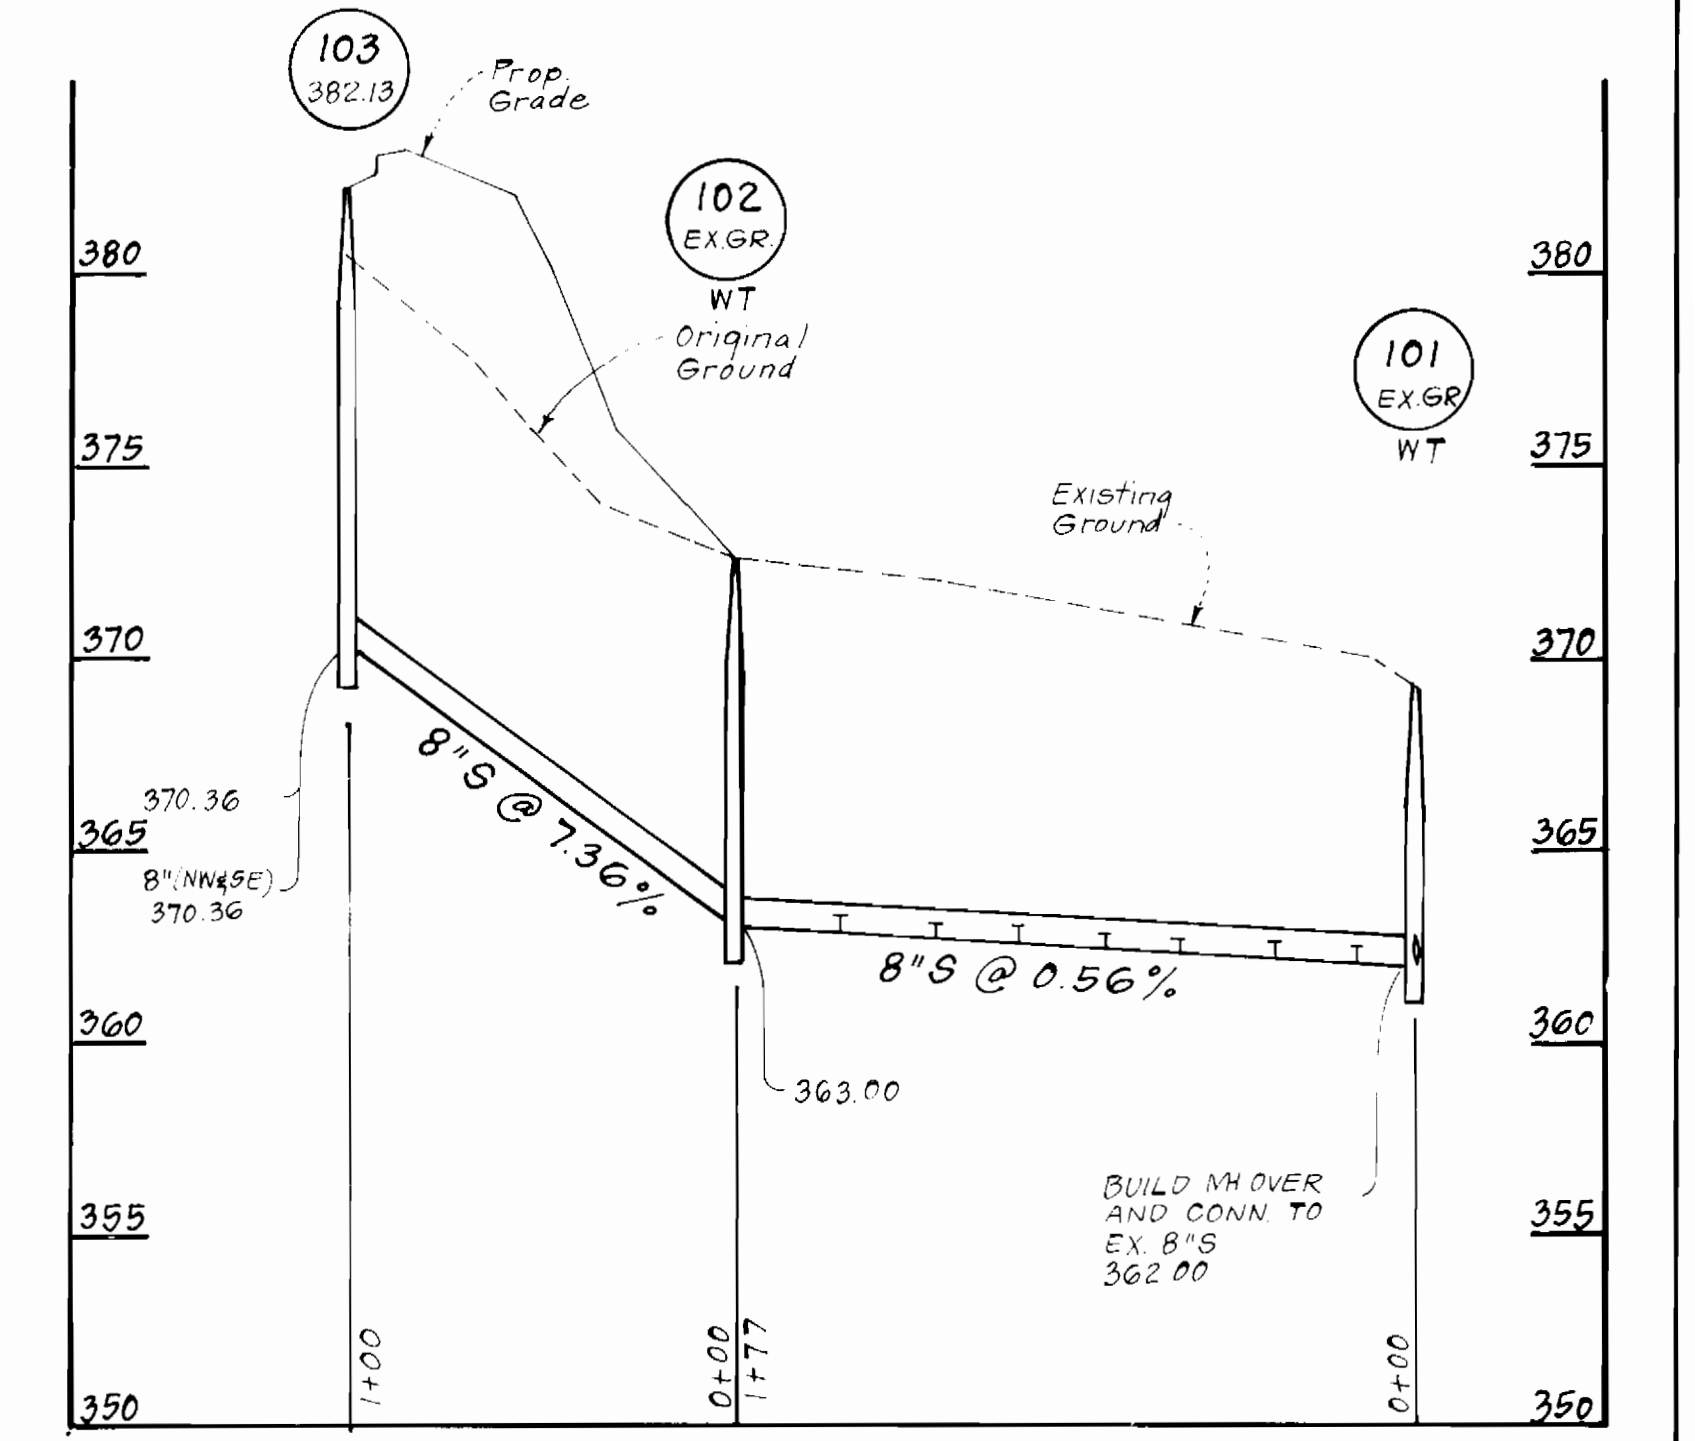 103
382.13
Prop.
Grade
102
EX.GR.
WT
Original
Ground
101
EX.GR
WT
Existing
Ground
380
375
370
365
360
355
350
380
375
370
365
360
355
350
370.36
8"(NW&SE)
370.36
8"S @ 7.36%
8"S @ 0.56%
363.00
BUILD MH OVER
AND CONN. TO
EX. 8"S
362 00
1+00
0+00
1+77
0+00